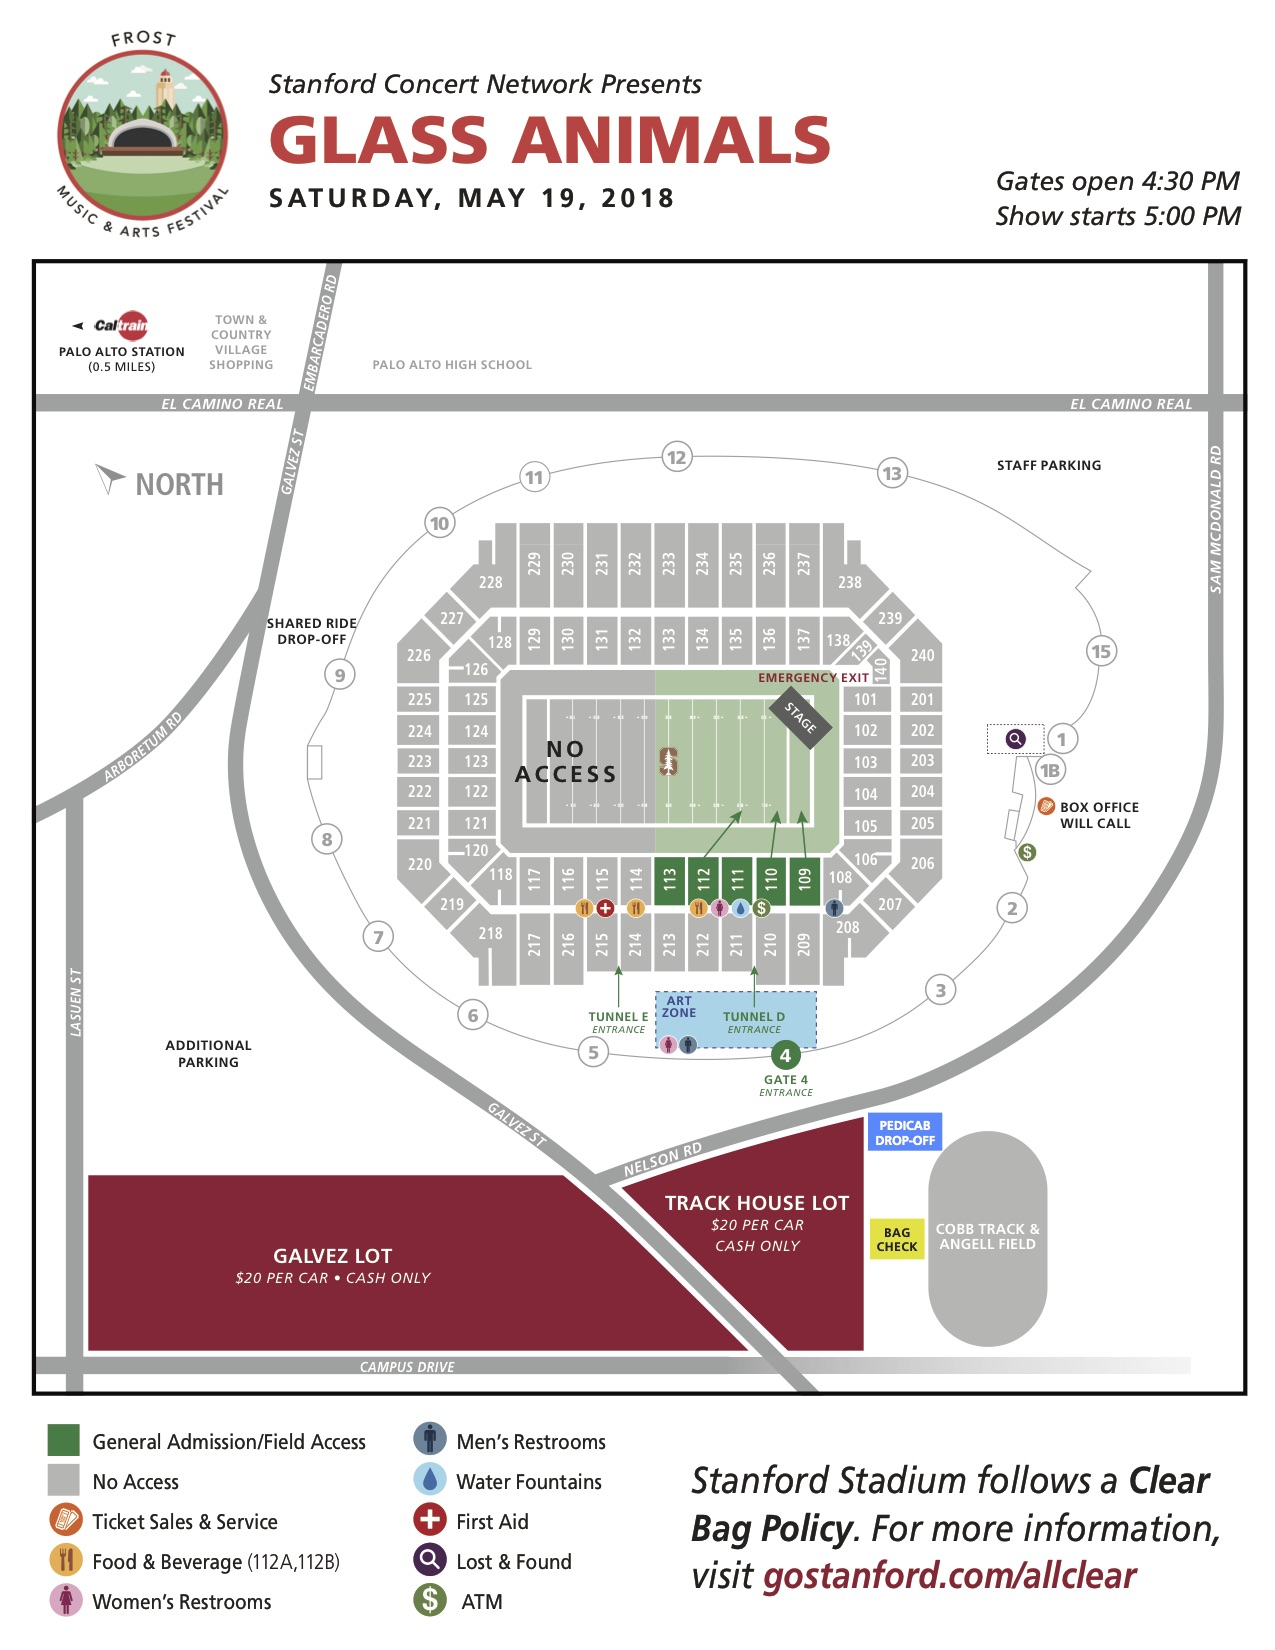 FROST
MUSIC & ARTS FESTIVAL
Stanford Concert Network Presents
GLASS ANIMALS
SATURDAY, MAY 19, 2018
Gates open 4:30 PM
Show starts 5:00 PM
Caltrain
PALO ALTO STATION
(0.5 MILES)
TOWN &
COUNTRY
VILLAGE
SHOPPING
EMBARCADERO RD
PALO ALTO HIGH SCHOOL
EL CAMINO REAL
EL CAMINO REAL
GALVEZ ST
NORTH
STAFF PARKING
SAM MCDONALD RD
12
11
13
10
229
230
231
232
233
234
235
236
237
228
238
227
239
SHARED RIDE
DROP-OFF
128
129
130
131
132
133
134
135
136
137
138
139
140
226
126
240
15
9
EMERGENCY EXIT
225
125
101
201
STAGE
224
124
102
202
1
NO
ACCESS
S
223
123
103
203
1B
222
122
104
204
BOX OFFICE
WILL CALL
ARBORETUM RD
221
121
105
205
8
$
220
120
118
117
116
115
114
113
112
111
110
109
108
106
206
219
207
2
$
218
217
216
215
214
213
212
211
210
209
208
7
3
LASUEN ST
ART
ZONE
TUNNEL E
ENTRANCE
TUNNEL D
ENTRANCE
6
5
4
GATE 4
ENTRANCE
ADDITIONAL
PARKING
GALVEZ ST
NELSON RD
PEDICAB
DROP-OFF
TRACK HOUSE LOT
$20 PER CAR
CASH ONLY
BAG
CHECK
COBB TRACK &
ANGELL FIELD
GALVEZ LOT
$20 PER CAR • CASH ONLY
CAMPUS DRIVE
General Admission/Field Access
No Access
Ticket Sales & Service
Food & Beverage (112A,112B)
Women's Restrooms
Men's Restrooms
Water Fountains
First Aid
Lost & Found
$ ATM
Stanford Stadium follows a Clear
Bag Policy. For more information,
visit gostanford.com/allclear